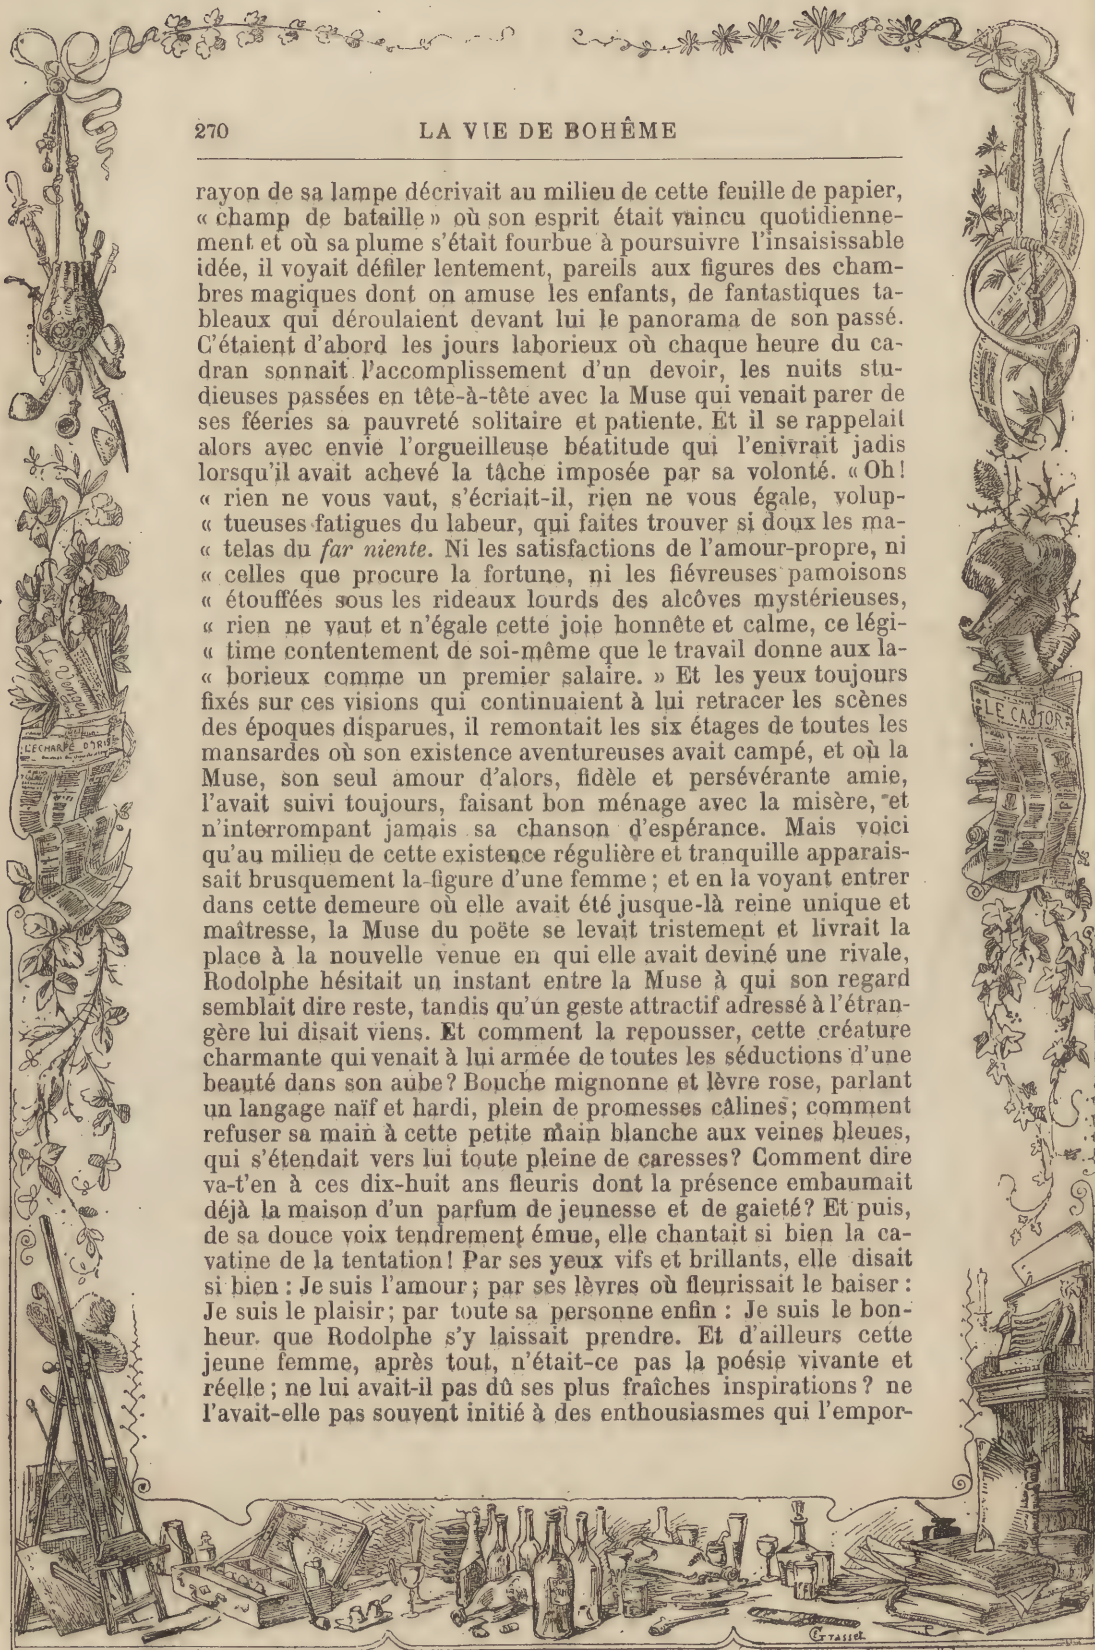 270 LA VIE DE BOHÊME
rayon de sa lampe décrivait au milieu de cette feuille de papier,
« champ de bataille » où son esprit était vaincu quotidienne-
ment et où sa plume s'était fourbue à poursuivre l'insaisissable
idée, il voyait défiler lentement, pareils aux figures des cham-
bres magiques dont on amuse les enfants, de fantastiques ta-
bleaux qui déroulaient devant lui le panorama de son passé.
C'étaient d'abord les jours laborieux où chaque heure du ca-
dran sonnait l'accomplissement d'un devoir, les nuits stu-
dieuses passées en tête-à-tête avec la Muse qui venait parer de
ses féeries sa pauvreté solitaire et patiente. Et il se rappelait
alors avec envie l'orgueilleuse béatitude qui l'enivrait jadis
lorsqu'il avait achevé la tâche imposée par sa volonté. « Oh!
« rien ne vous vaut, s'écriait-il, rien ne vous égale, volup-
« tueuses fatigues du labeur, qui faites trouver si doux les ma-
« telas du far niente. Ni les satisfactions de l'amour-propre, ni
« celles que procure la fortune, ni les fiévreuses pamoisons
« étouffées sous les rideaux lourds des alcôves mystérieuses,
« rien ne vaut et n'égale cette joie honnête et calme, ce légi-
« time contentement de soi-même que le travail donne aux la-
« borieux comme un premier salaire. » Et les yeux toujours
fixés sur ces visions qui continuaient à lui retracer les scènes
des époques disparues, il remontait les six étages de toutes les
mansardes où son existence aventureuses avait campé, et où la
Muse, son seul amour d'alors, fidèle et persévérante amie,
l'avait suivi toujours, faisant bon ménage avec la misère, et
n'interrompant jamais sa chanson d'espérance. Mais voici
qu'au milieu de cette existence régulière et tranquille apparais-
sait brusquement la figure d'une femme ; et en la voyant entrer
dans cette demeure où elle avait été jusque-là reine unique et
maîtresse, la Muse du poëte se levait tristement et livrait la
place à la nouvelle venue en qui elle avait deviné une rivale,
Rodolphe hésitait un instant entre la Muse à qui son regard
semblait dire reste, tandis qu'un geste attractif adressé à l'étran-
gère lui disait viens. Et comment la repousser, cette créature
charmante qui venait à lui armée de toutes les séductions d'une
beauté dans son aube? Bouche mignonne et lèvre rose, parlant
un langage naïf et hardi, plein de promesses câlines ; comment
refuser sa main à cette petite main blanche aux veines bleues,
qui s'étendait vers lui toute pleine de caresses? Comment dire
va-t'en à ces dix-huit ans fleuris dont la présence embaumait
déjà la maison d'un parfum de jeunesse et de gaieté? Et puis,
de sa douce voix tendrement émue, elle chantait si bien la ca-
vatine de la tentation! Par ses yeux vifs et brillants, elle disait
si bien : Je suis l'amour ; par ses lèvres où fleurissait le baiser :
Je suis le plaisir ; par toute sa personne enfin : Je suis le bon-
heur. que Rodolphe s'y laissait prendre. Et d'ailleurs cette
jeune femme, après tout, n'était-ce pas la poésie vivante et
réelle ; ne lui avait-il pas dû ses plus fraîches inspirations? ne
l'avait-elle pas souvent initié à des enthousiasmes qui l'empor-
Le Vengeur
L'ECHARPE D'IRIS
LE CASTOR
Grasset